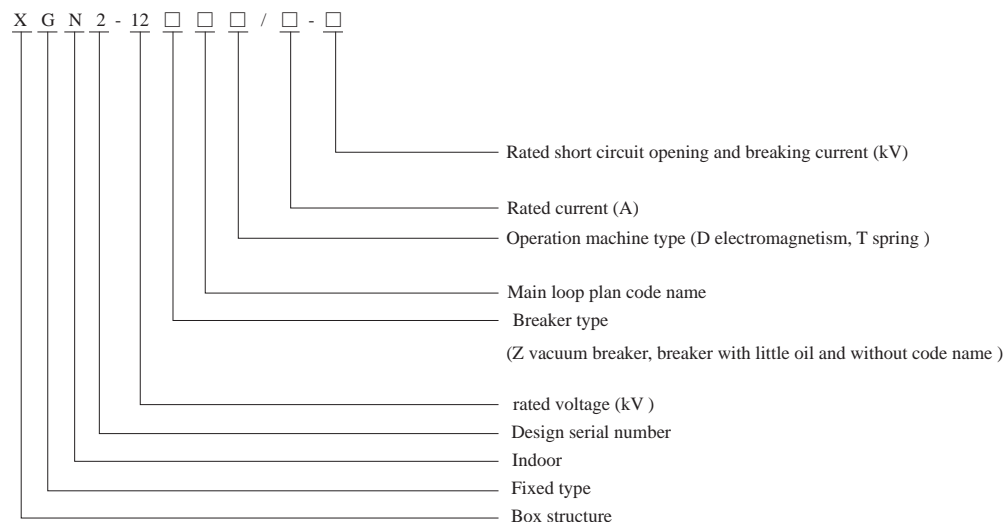 X G N 2 - 12 □ □ □ / □ - □
Rated short circuit opening and breaking current (kV)
Rated current (A)
Operation machine type (D electromagnetism, T spring )
Main loop plan code name
Breaker type
(Z vacuum breaker, breaker with little oil and without code name )
rated voltage (kV )
Design serial number
Indoor
Fixed type
Box structure